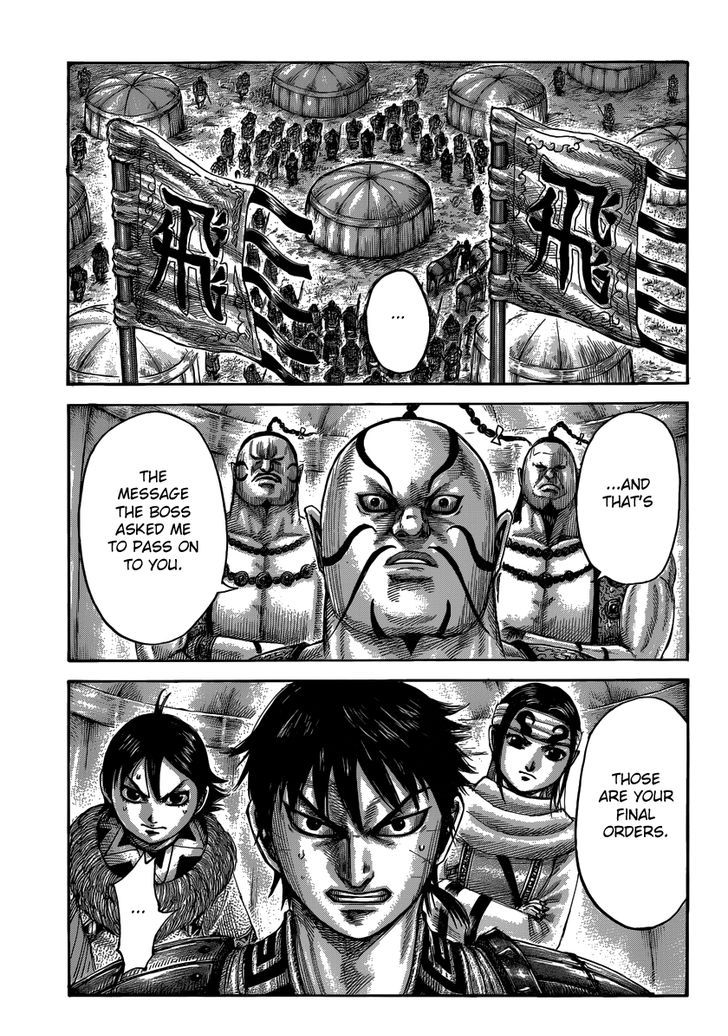 飛
飛
...
...AND
THAT'S
THE
MESSAGE
THE BOSS
ASKED ME
TO PASS ON
TO YOU.
THOSE
ARE YOUR
FINAL
ORDERS.
...